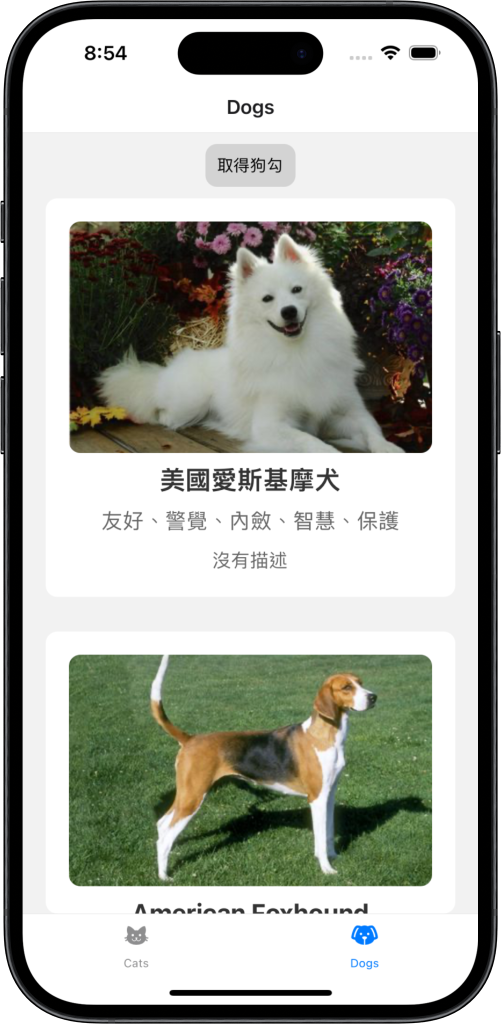 8:54
Dogs
取得狗勾
美國愛斯基摩犬
友好、警覺、內斂、智慧、保護
沒有描述
American Foxhound
Cats
Dogs